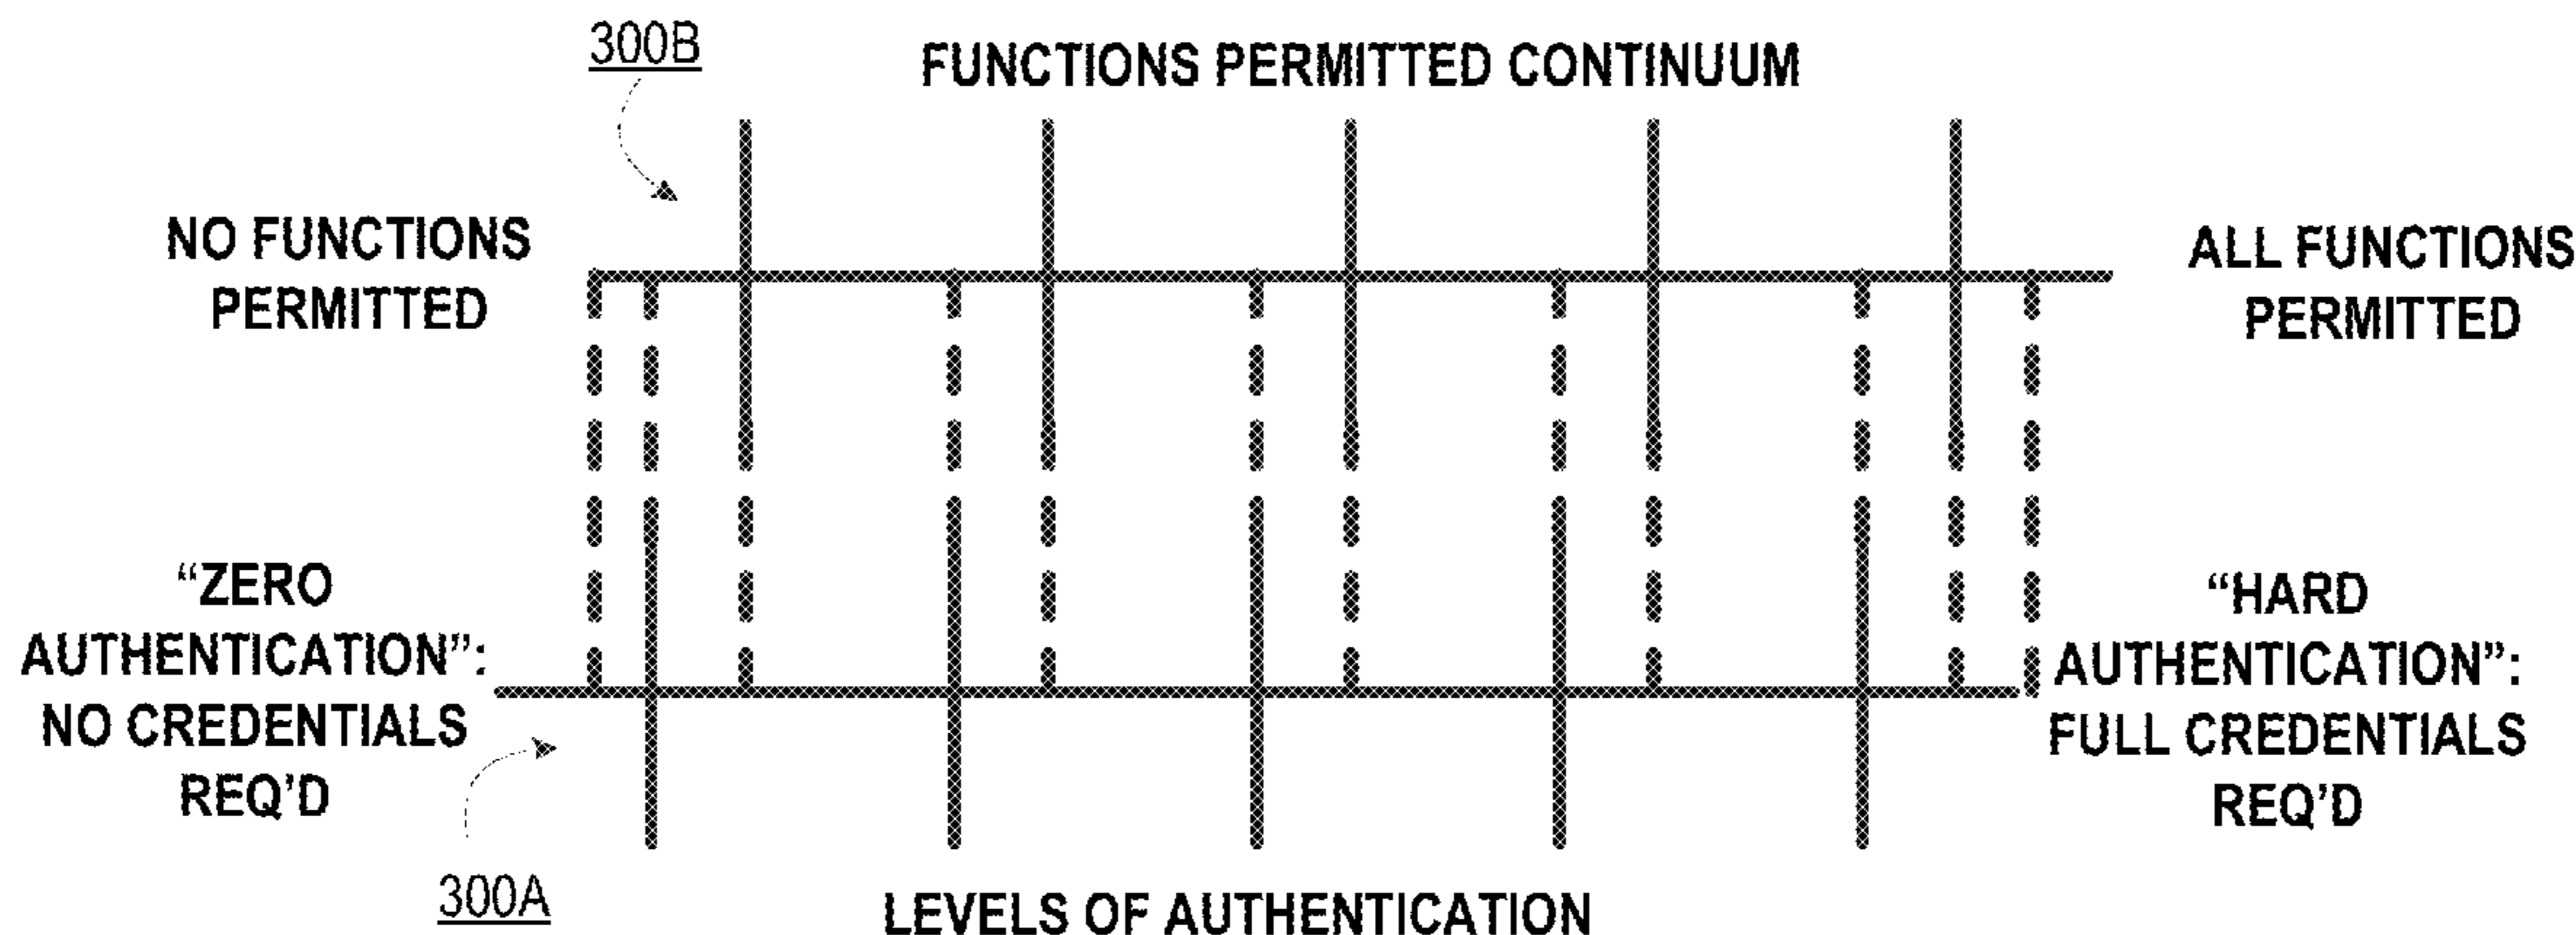 300B
FUNCTIONS PERMITTED CONTINUUM
NO FUNCTIONS
PERMITTED
ALL FUNCTIONS
PERMITTED
“ZERO
AUTHENTICATION”:
NO CREDENTIALS
REQ’D
“HARD
AUTHENTICATION”:
FULL CREDENTIALS
REQ’D
300A
LEVELS OF AUTHENTICATION